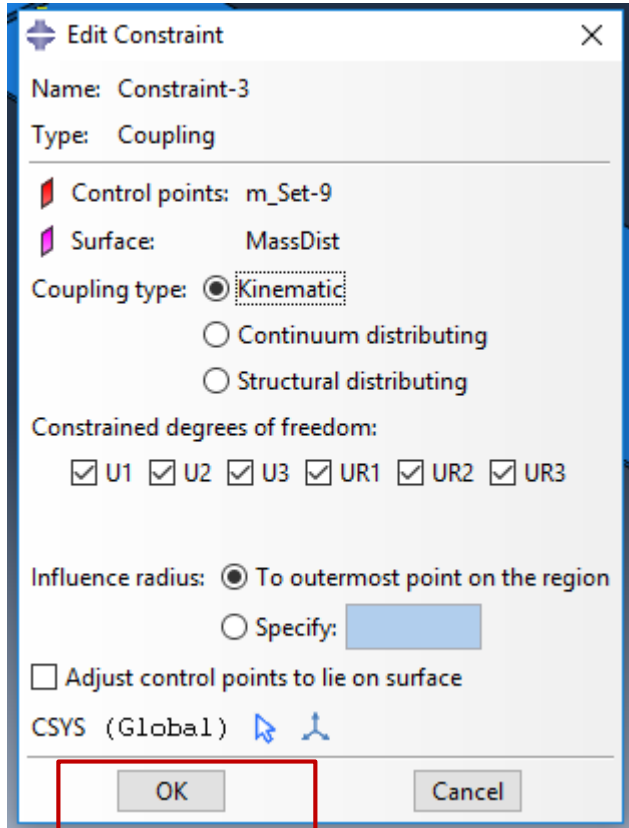 Edit Constraint
Name: Constraint-3
Type: Coupling
Control points: m_Set-9
Surface: MassDist
Coupling type: Kinematic
Continuum distributing
Structural distributing
Constrained degrees of freedom:
U1 U2 U3 UR1 UR2 UR3
Influence radius: To outermost point on the region
Specify:
Adjust control points to lie on surface
CSYS (Global)
OK Cancel